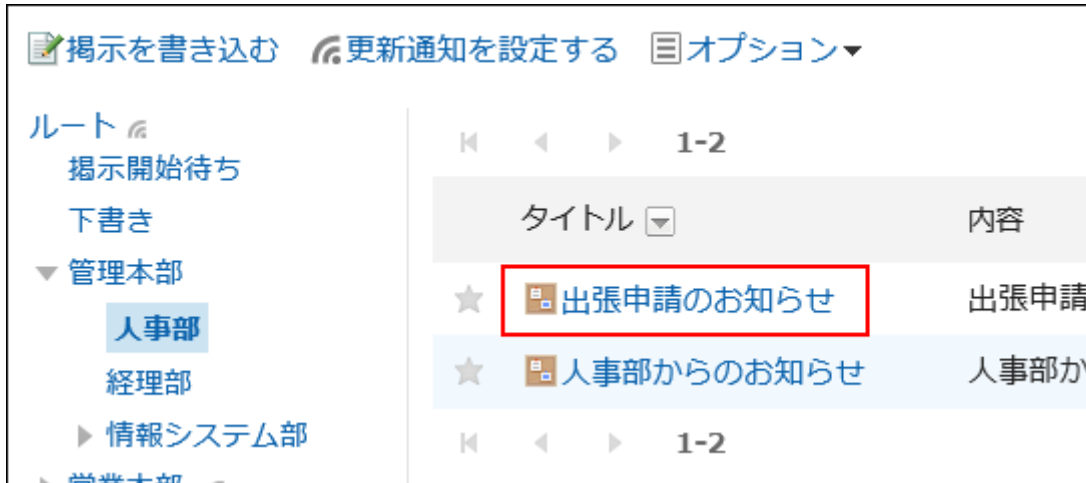 掲示を書き込む 更新通知を設定する オプション
ルート
掲示開始待ち
下書き
管理本部
人事部
経理部
情報システム部
営業本部
1-2
タイトル 内容
出張申請のお知らせ 出張申請
人事部からのお知らせ 人事部か
1-2